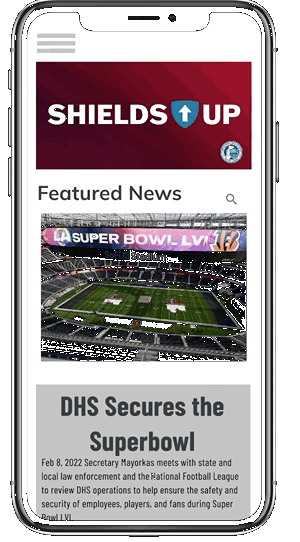 SHIELDS UP
Featured News
SUPER BOWL LVI
DHS Secures the
Superbowl
Feb 8, 2022 Secretary Mayorkas meets with state and
local law enforcement and the National Football League
to review DHS operations to help ensure the safety and
security of employees, players, and fans during Super
Bowl LVI.